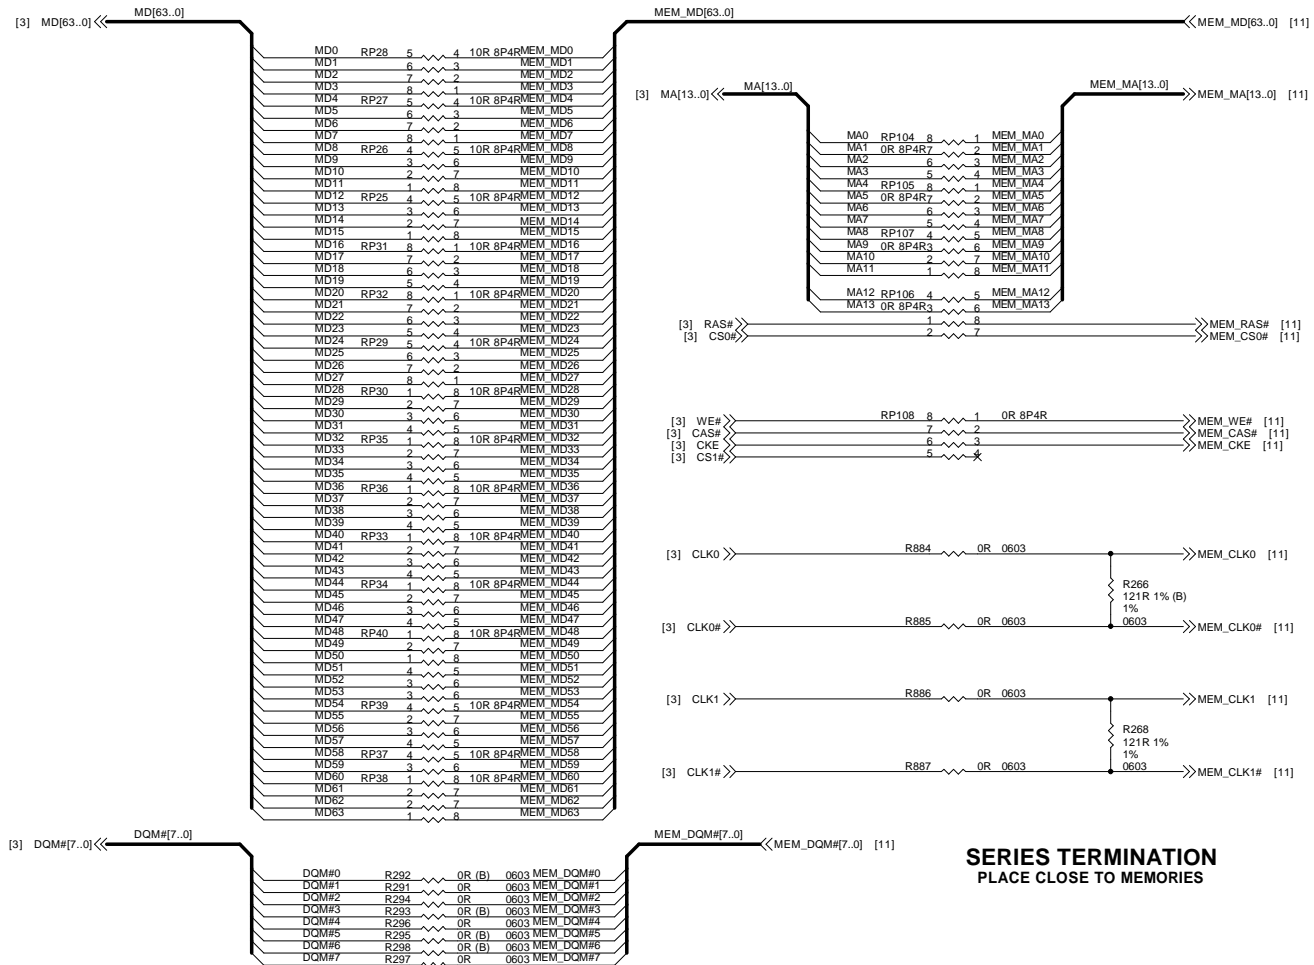 MD[63..0] MEM_MD[63..0]
[3] MD[63..0] MEM_MD[63..0] [11]
MD0 RP28 5 4 10R 8P4R MEM_MD0
MD1 6 3 MEM_MD1
MD2 7 2 MEM_MD2
MD3 8 1 MEM_MD3
MD4 RP27 5 4 10R 8P4R MEM_MD4
MD5 6 3 MEM_MD5
MD6 7 2 MEM_MD6
MD7 8 1 MEM_MD7
MD8 RP26 4 5 10R 8P4R MEM_MD8
MD9 3 6 MEM_MD9
MD10 2 7 MEM_MD10
MD11 1 8 MEM_MD11
MD12 RP25 4 5 10R 8P4R MEM_MD12
MD13 3 6 MEM_MD13
MD14 2 7 MEM_MD14
MD15 1 8 MEM_MD15
MD16 RP31 8 1 10R 8P4R MEM_MD16
MD17 7 2 MEM_MD17
MD18 6 3 MEM_MD18
MD19 5 4 MEM_MD19
MD20 RP32 8 1 10R 8P4R MEM_MD20
MD21 7 2 MEM_MD21
MD22 6 3 MEM_MD22
MD23 5 4 MEM_MD23
MD24 RP29 5 4 10R 8P4R MEM_MD24
MD25 6 3 MEM_MD25
MD26 7 2 MEM_MD26
MD27 8 1 MEM_MD27
MD28 RP30 1 8 10R 8P4R MEM_MD28
MD29 2 7 MEM_MD29
MD30 3 6 MEM_MD30
MD31 4 5 MEM_MD31
MD32 RP35 1 8 10R 8P4R MEM_MD32
MD33 2 7 MEM_MD33
MD34 3 6 MEM_MD34
MD35 4 5 MEM_MD35
MD36 RP36 1 8 10R 8P4R MEM_MD36
MD37 2 7 MEM_MD37
MD38 3 6 MEM_MD38
MD39 4 5 MEM_MD39
MD40 RP33 1 8 10R 8P4R MEM_MD40
MD41 2 7 MEM_MD41
MD42 3 6 MEM_MD42
MD43 4 5 MEM_MD43
MD44 RP34 1 8 10R 8P4R MEM_MD44
MD45 2 7 MEM_MD45
MD46 3 6 MEM_MD46
MD47 4 5 MEM_MD47
MD48 RP40 1 8 10R 8P4R MEM_MD48
MD49 2 7 MEM_MD49
MD50 1 8 MEM_MD50
MD51 4 5 MEM_MD51
MD52 3 6 MEM_MD52
MD53 3 6 MEM_MD53
MD54 RP39 4 5 10R 8P4R MEM_MD54
MD55 2 7 MEM_MD55
MD56 3 6 MEM_MD56
MD57 4 5 MEM_MD57
MD58 RP37 4 5 10R 8P4R MEM_MD58
MD59 3 6 MEM_MD59
MD60 RP38 1 8 10R 8P4R MEM_MD60
MD61 2 7 MEM_MD61
MD62 2 7 MEM_MD62
MD63 1 8 MEM_MD63
DQM#[7..0] MEM_DQM#[7..0]
[3] DQM#[7..0] MEM_DQM#[7..0] [11]
DQM#0 R292 0R (B) 0603 MEM_DQM#0
DQM#1 R291 0R 0603 MEM_DQM#1
DQM#2 R294 0R 0603 MEM_DQM#2
DQM#3 R293 0R (B) 0603 MEM_DQM#3
DQM#4 R296 0R 0603 MEM_DQM#4
DQM#5 R295 0R (B) 0603 MEM_DQM#5
DQM#6 R298 0R (B) 0603 MEM_DQM#6
DQM#7 R297 0R 0603 MEM_DQM#7
MA[13..0] MEM_MA[13..0]
[3] MA[13..0] MEM_MA[13..0] [11]
MA0 RP104 8 1 MEM_MA0
MA1 0R 8P4R 7 2 MEM_MA1
MA2 6 3 MEM_MA2
MA3 5 4 MEM_MA3
MA4 RP105 8 1 MEM_MA4
MA5 0R 8P4R 7 2 MEM_MA5
MA6 6 3 MEM_MA6
MA7 5 4 MEM_MA7
MA8 RP107 4 5 MEM_MA8
MA9 0R 8P4R 3 6 MEM_MA9
MA10 2 7 MEM_MA10
MA11 1 8 MEM_MA11
MA12 RP106 4 5 MEM_MA12
MA13 0R 8P4R 3 6 MEM_MA13
[3] RAS# 1 8 MEM_RAS# [11]
[3] CS0# 2 7 MEM_CS0# [11]
[3] WE# RP108 8 1 0R 8P4R MEM_WE# [11]
[3] CAS# 7 2 MEM_CAS# [11]
[3] CKE 6 3 MEM_CKE [11]
[3] CS1# 5 4
[3] CLK0 R884 0R 0603 MEM_CLK0 [11]
R266
121R 1% (B)
1%
0603
[3] CLK0# R885 0R 0603 MEM_CLK0# [11]
[3] CLK1 R886 0R 0603 MEM_CLK1 [11]
R268
121R 1%
1%
0603
[3] CLK1# R887 0R 0603 MEM_CLK1# [11]
SERIES TERMINATION
PLACE CLOSE TO MEMORIES